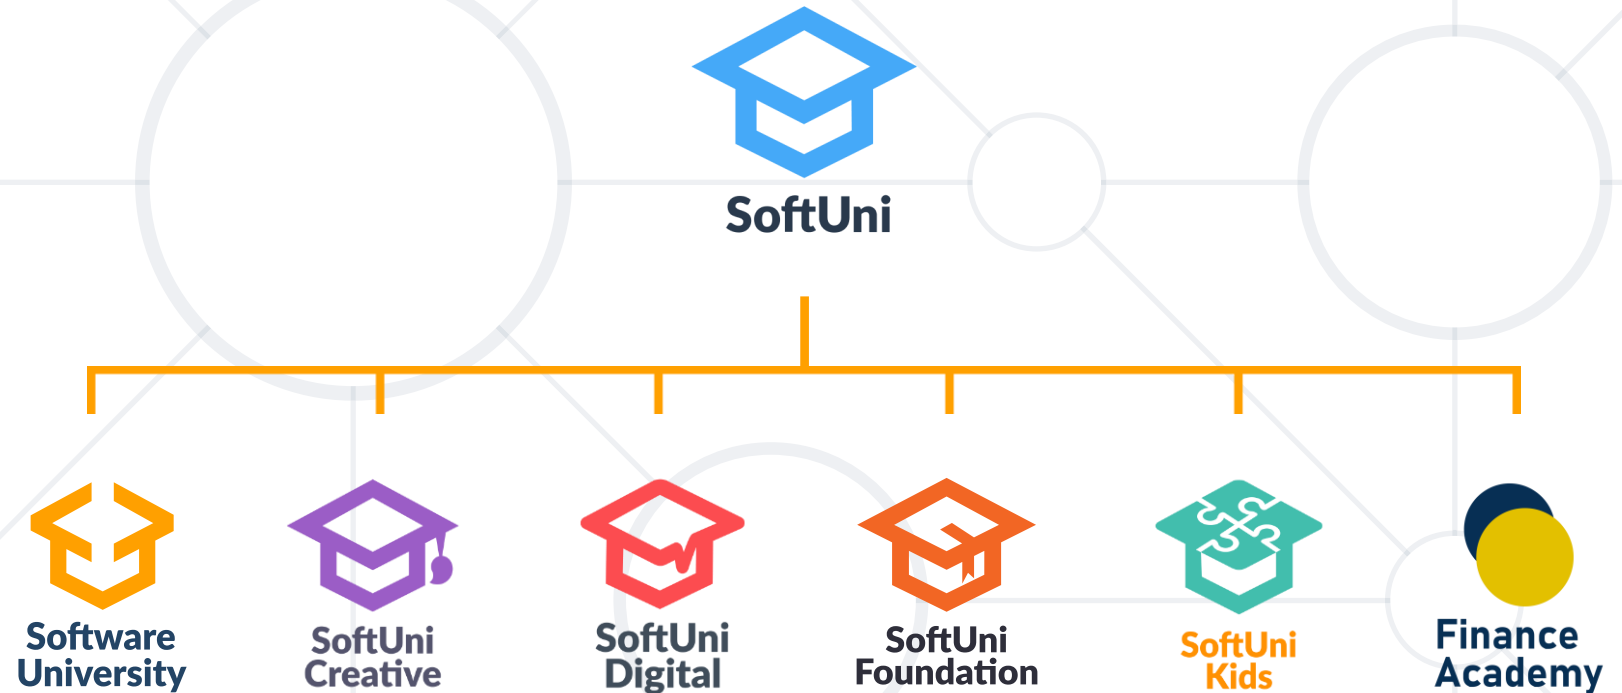 SoftUni
Software
University
SoftUni
Creative
SoftUni
Digital
SoftUni
Foundation
SoftUni
Kids
Finance
Academy